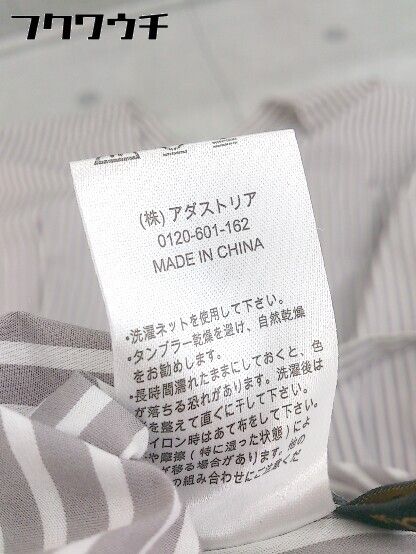 フクワウチ
(株)アダストリア
0120-601-162
MADE IN CHINA
・洗濯ネットを使用して下さい。
・タンブラー乾燥を避け、自然乾燥
をお勧めします。
・長時間濡れたままにしておくと、色
が落ちる恐れがあります。洗濯後は
を整えて直ぐに干して下さい。
イロン時はあて布をして下さい。
や摩擦(特に湿った状態)によ
が移る場合があります。他の
の組み合わせにご注意くだ